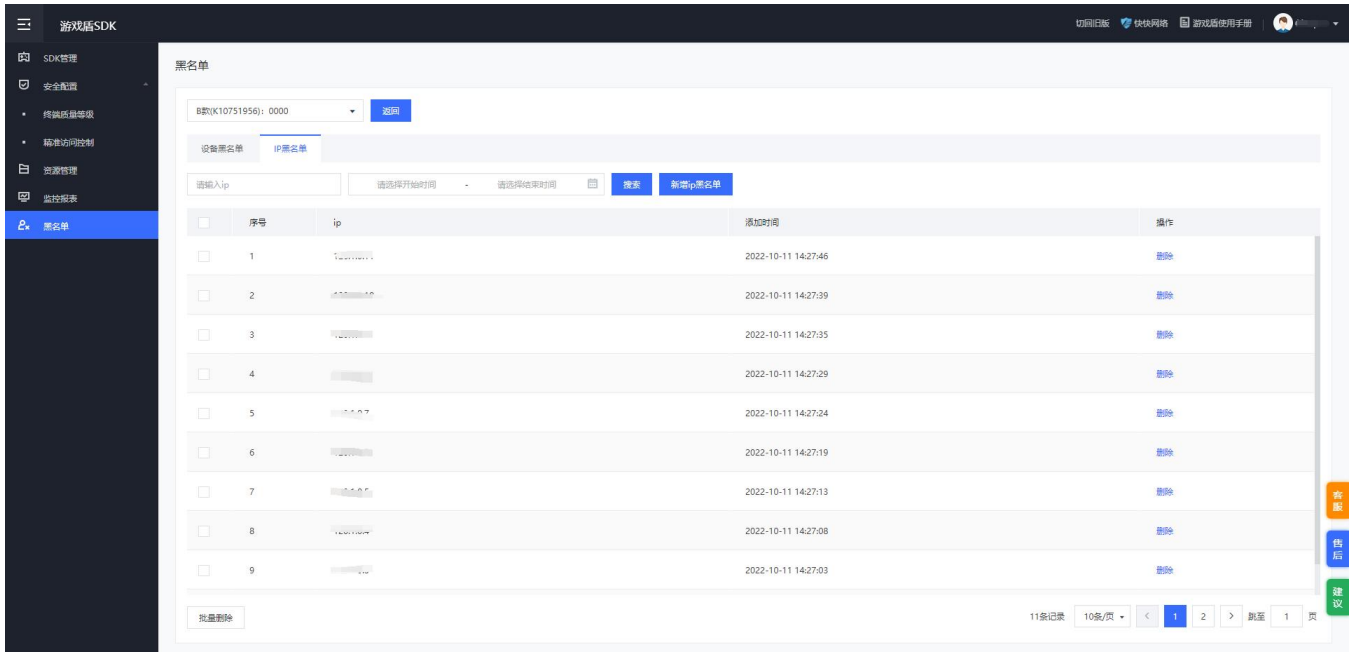 游戏盾SDK
切回旧版 快快网络 游戏盾使用手册
SDK管理
安全配置
终端质量等级
精准访问控制
资源管理
监控报表
黑名单
黑名单
B款(K10751956)：0000 返回
设备黑名单 IP黑名单
请输入ip 请选择开始时间 - 请选择结束时间 搜索 新增ip黑名单
序号 ip 添加时间 操作
1 2022-10-11 14:27:46 删除
2 2022-10-11 14:27:39 删除
3 2022-10-11 14:27:35 删除
4 2022-10-11 14:27:29 删除
5 2022-10-11 14:27:24 删除
6 2022-10-11 14:27:19 删除
7 2022-10-11 14:27:13 删除
8 2022-10-11 14:27:08 删除
9 2022-10-11 14:27:03 删除
批量删除 11条记录 10条/页 < 1 2 > 跳至 1 页
客服
售后
建议